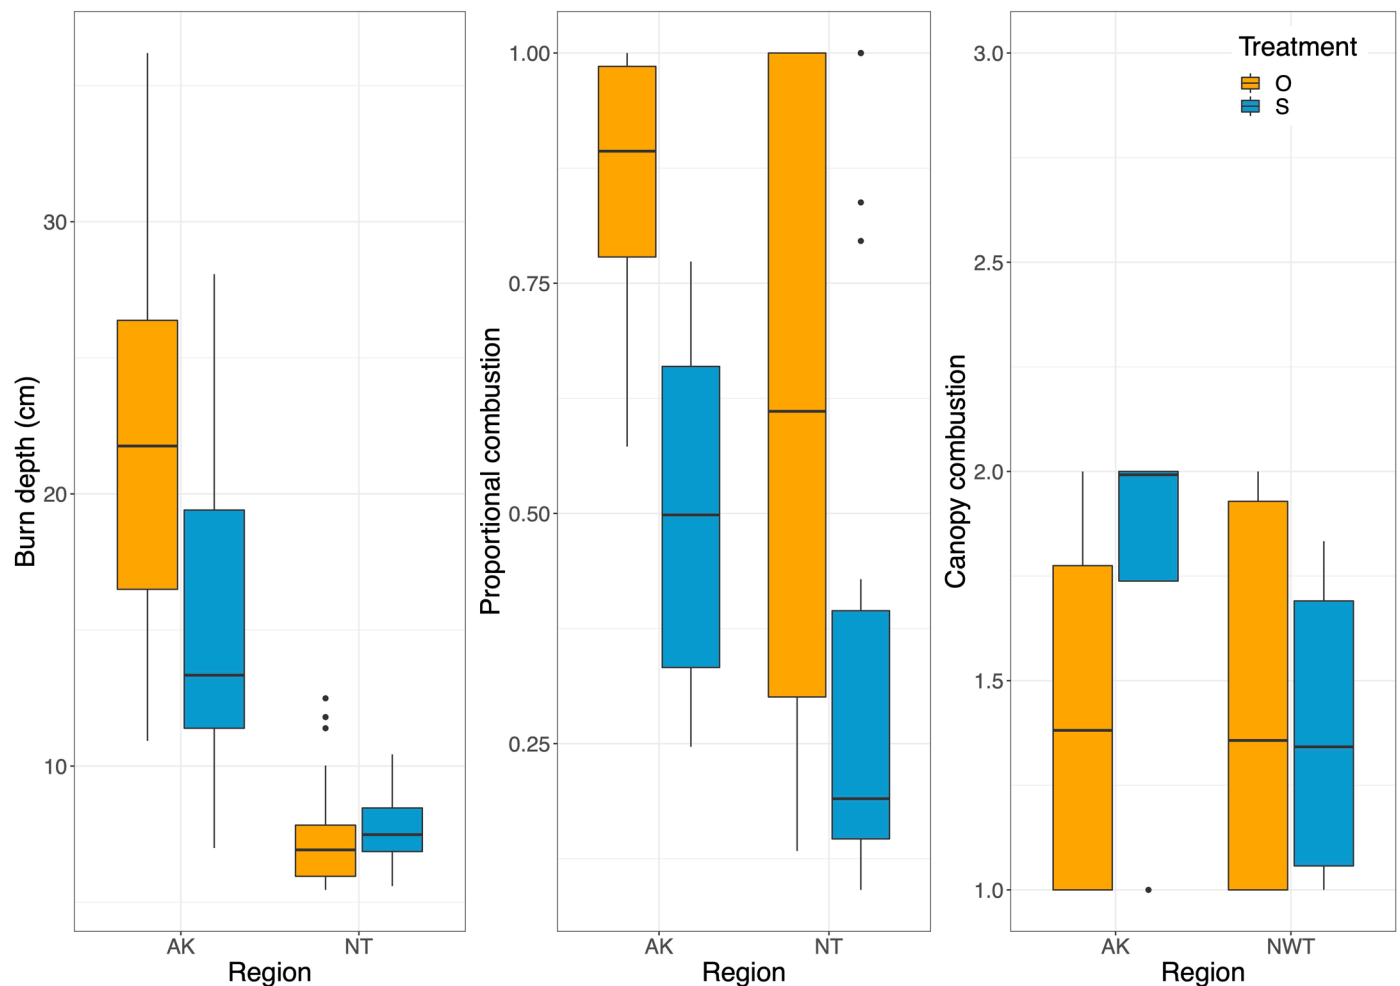 Burn depth (cm)
30
20
10
AK NT
Region
Proportional combustion
1.00
0.75
0.50
0.25
AK NT
Region
Canopy combustion
3.0
2.5
2.0
1.5
1.0
AK NWT
Region
Treatment
O
S